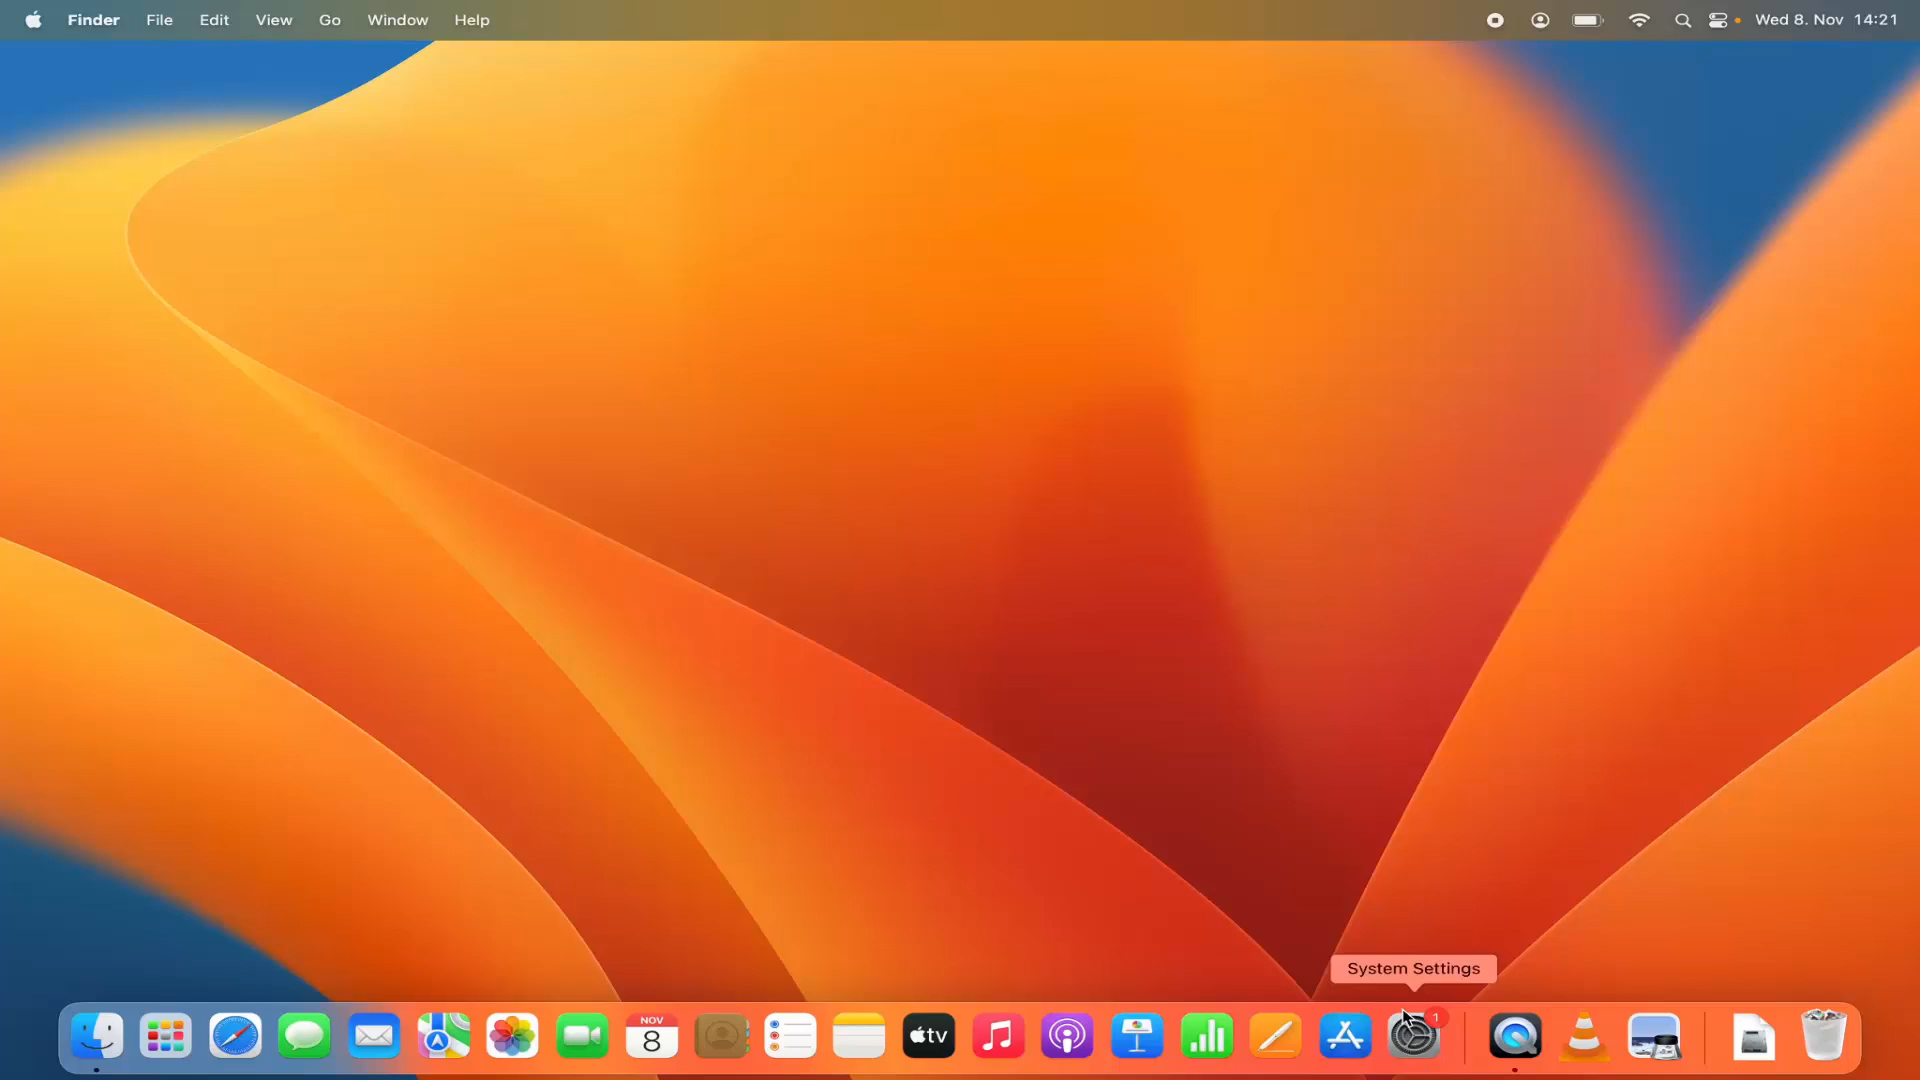 Finder File Edit View Go Window Help Wed 8. Nov 14:21
System Settings
NOV
8
tv
1